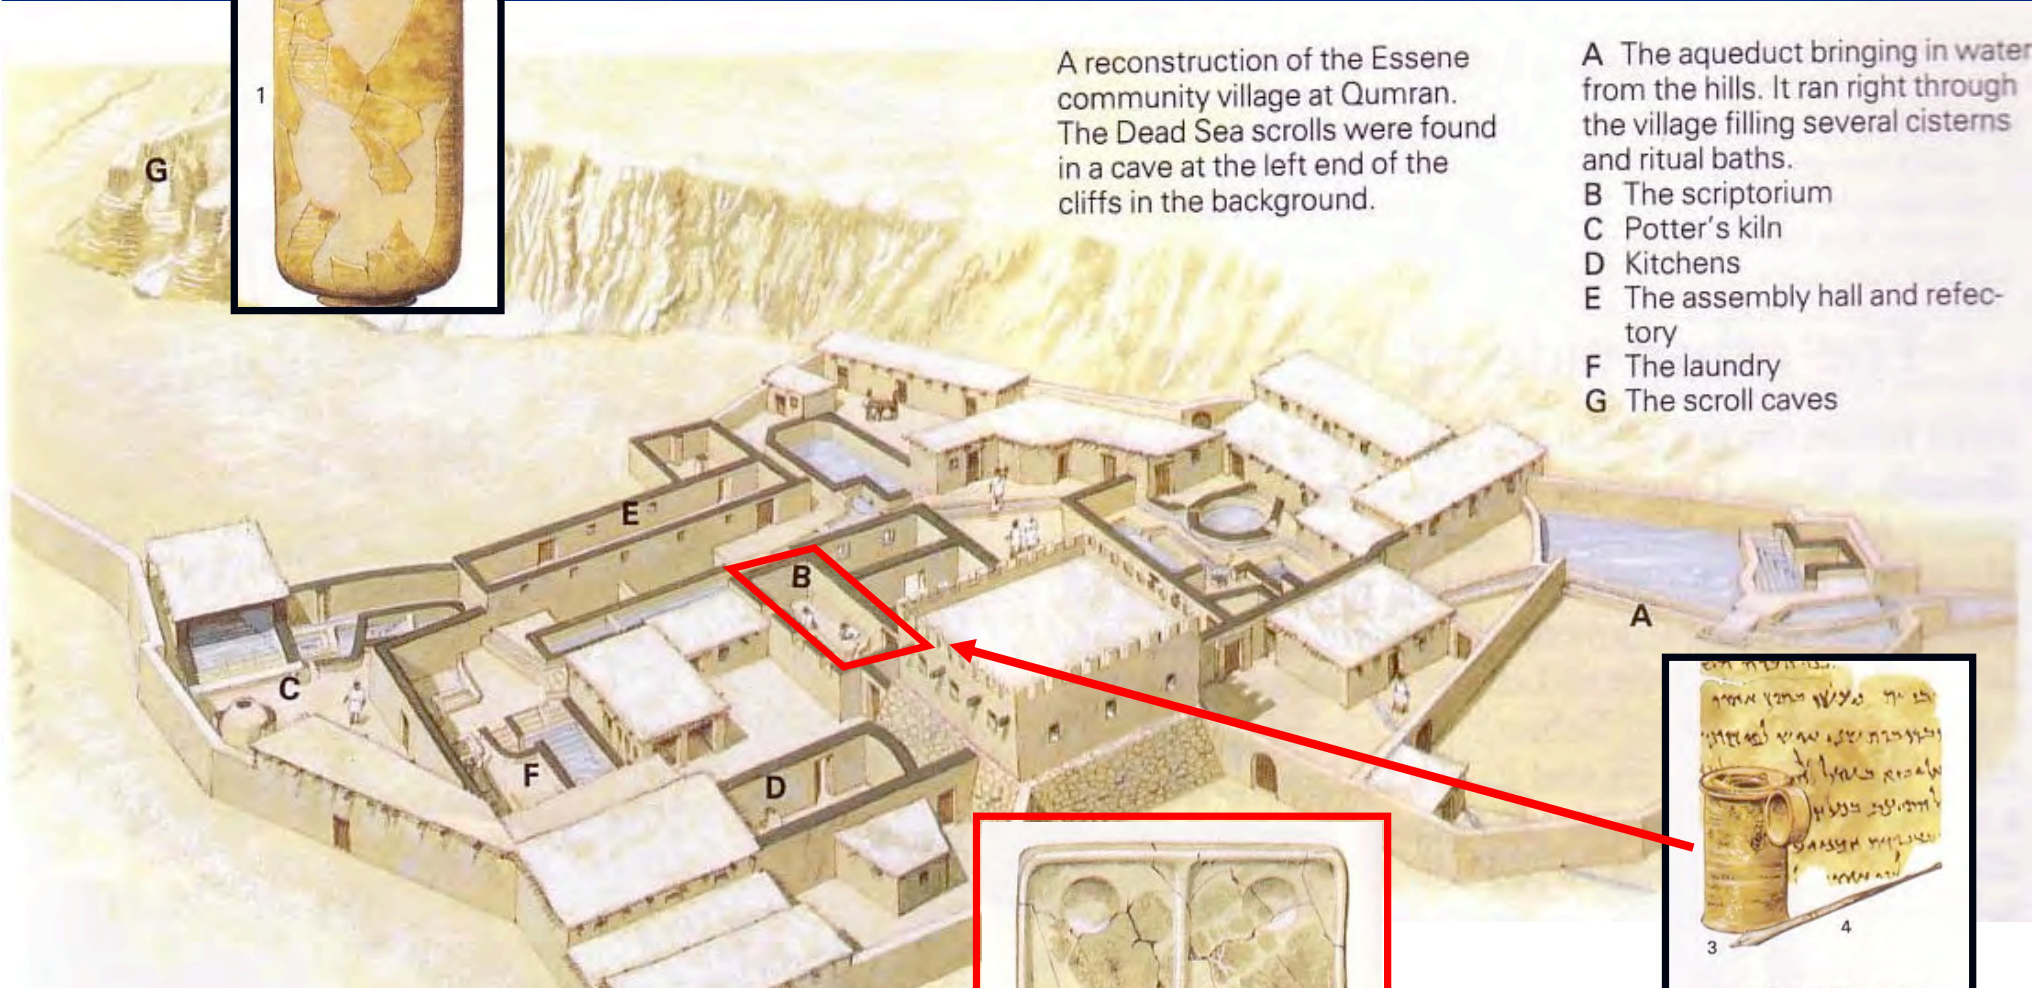 1
A reconstruction of the Essene
community village at Qumran.
The Dead Sea scrolls were found
in a cave at the left end of the
cliffs in the background.
A The aqueduct bringing in water
from the hills. It ran right through
the village filling several cisterns
and ritual baths.
B The scriptorium
C Potter's kiln
D Kitchens
E The assembly hall and refec-
tory
F The laundry
G The scroll caves
G
E
B
A
C
F
D
3
4